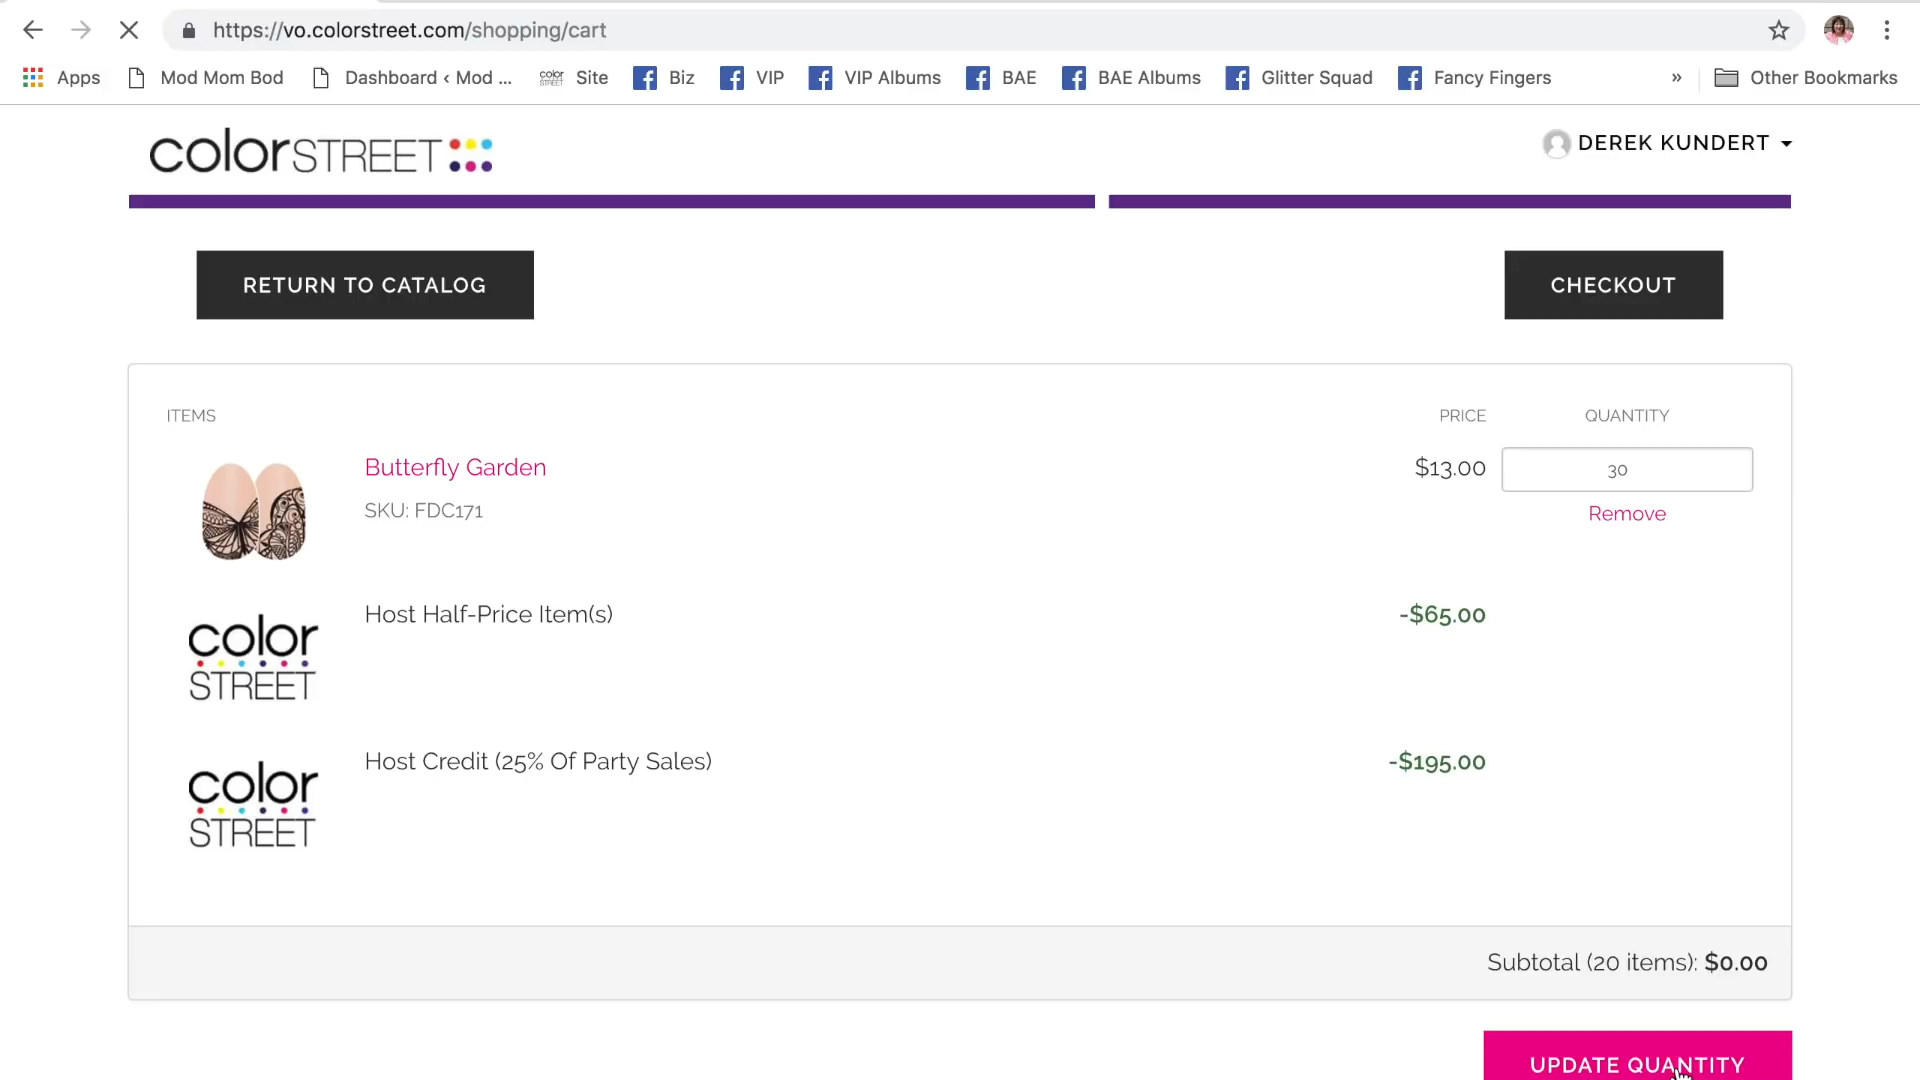 https://vo.colorstreet.com/shopping/cart
Apps Mod Mom Bod Dashboard ‹ Mod ... color STREET Site Biz VIP VIP Albums BAE BAE Albums Glitter Squad Fancy Fingers » Other Bookmarks
colorSTREET
DEREK KUNDERT
RETURN TO CATALOG
CHECKOUT
ITEMS PRICE QUANTITY
Butterfly Garden $13.00 30
SKU: FDC171 Remove
Host Half-Price Item(s) -$65.00
color
STREET
Host Credit (25% Of Party Sales) -$195.00
color
STREET
Subtotal (20 items): $0.00
UPDATE QUANTITY